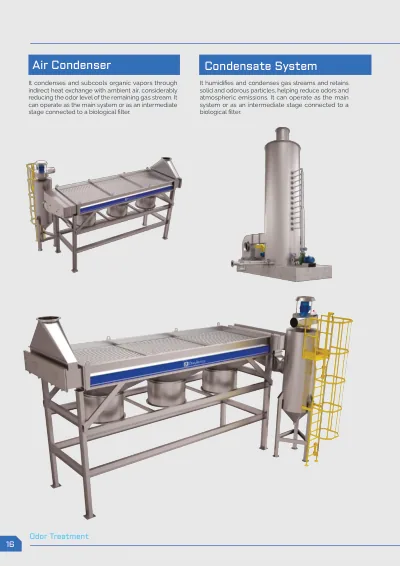 Air Condenser
It condenses and subcools organic vapors through
indirect heat exchange with ambient air, considerably
reducing the odor level of the remaining gas stream. It
can operate as the main system or as an intermediate
stage connected to a biological filter.
Condensate System
It humidifies and condenses gas streams and retains
solid and odorous particles, helping reduce odors and
atmospheric emissions. It can operate as the main
system or as an intermediate stage connected to a
biological filter.
Odor Treatment
16